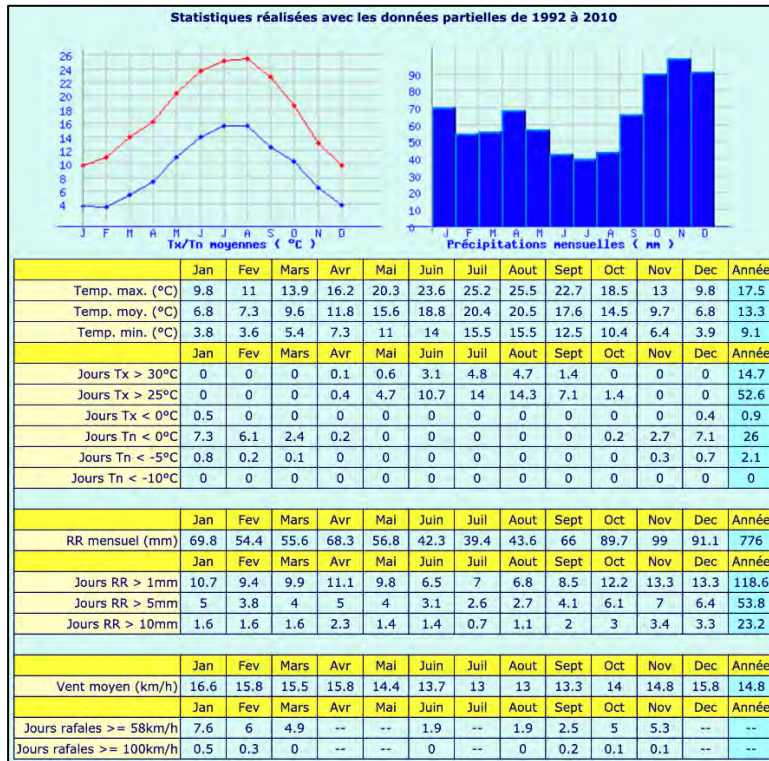 Statistiques réalisées avec les données partielles de 1992 à 2010
26
24
22
20
18
16
14
12
10
8
6
4
J F M A M J J A S O N D
Tx/Tn moyennes ( °C )
90
80
70
60
50
40
30
20
10
0
J F M A M J J A S O N D
Précipitations mensuelles ( mm )
Jan Fev Mars Avr Mai Juin Juil Aout Sept Oct Nov Dec Année
Temp. max. (°C) 9.8 11 13.9 16.2 20.3 23.6 25.2 25.5 22.7 18.5 13 9.8 17.5
Temp. moy. (°C) 6.8 7.3 9.6 11.8 15.6 18.8 20.4 20.5 17.6 14.5 9.7 6.8 13.3
Temp. min. (°C) 3.8 3.6 5.4 7.3 11 14 15.5 15.5 12.5 10.4 6.4 3.9 9.1
Jan Fev Mars Avr Mai Juin Juil Aout Sept Oct Nov Dec Année
Jours Tx > 30°C 0 0 0 0.1 0.6 3.1 4.8 4.7 1.4 0 0 0 14.7
Jours Tx > 25°C 0 0 0 0.4 4.7 10.7 14 14.3 7.1 1.4 0 0 52.6
Jours Tx < 0°C 0.5 0 0 0 0 0 0 0 0 0 0 0.4 0.9
Jours Tn < 0°C 7.3 6.1 2.4 0.2 0 0 0 0 0 0.2 2.7 7.1 26
Jours Tn < -5°C 0.8 0.2 0.1 0 0 0 0 0 0 0 0.3 0.7 2.1
Jours Tn < -10°C 0 0 0 0 0 0 0 0 0 0 0 0 0
Jan Fev Mars Avr Mai Juin Juil Aout Sept Oct Nov Dec Année
RR mensuel (mm) 69.8 54.4 55.6 68.3 56.8 42.3 39.4 43.6 66 89.7 99 91.1 776
Jan Fev Mars Avr Mai Juin Juil Aout Sept Oct Nov Dec Année
Jours RR > 1mm 10.7 9.4 9.9 11.1 9.8 6.5 7 6.8 8.5 12.2 13.3 13.3 118.6
Jours RR > 5mm 5 3.8 4 5 4 3.1 2.6 2.7 4.1 6.1 7 6.4 53.8
Jours RR > 10mm 1.6 1.6 1.6 2.3 1.4 1.4 0.7 1.1 2 3 3.4 3.3 23.2
Jan Fev Mars Avr Mai Juin Juil Aout Sept Oct Nov Dec Année
Vent moyen (km/h) 16.6 15.8 15.5 15.8 14.4 13.7 13 13 13.3 14 14.8 15.8 14.8
Jan Fev Mars Avr Mai Juin Juil Aout Sept Oct Nov Dec Année
Jours rafales >= 58km/h 7.6 6 4.9 -- -- 1.9 -- 1.9 2.5 5 5.3 -- --
Jours rafales >= 100km/h 0.5 0.3 0 -- -- 0 -- 0 0.2 0.1 0.1 -- --